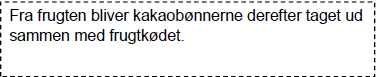 Fra frugten bliver kakaobønnerne derefter taget ud
sammen med frugtkødet.